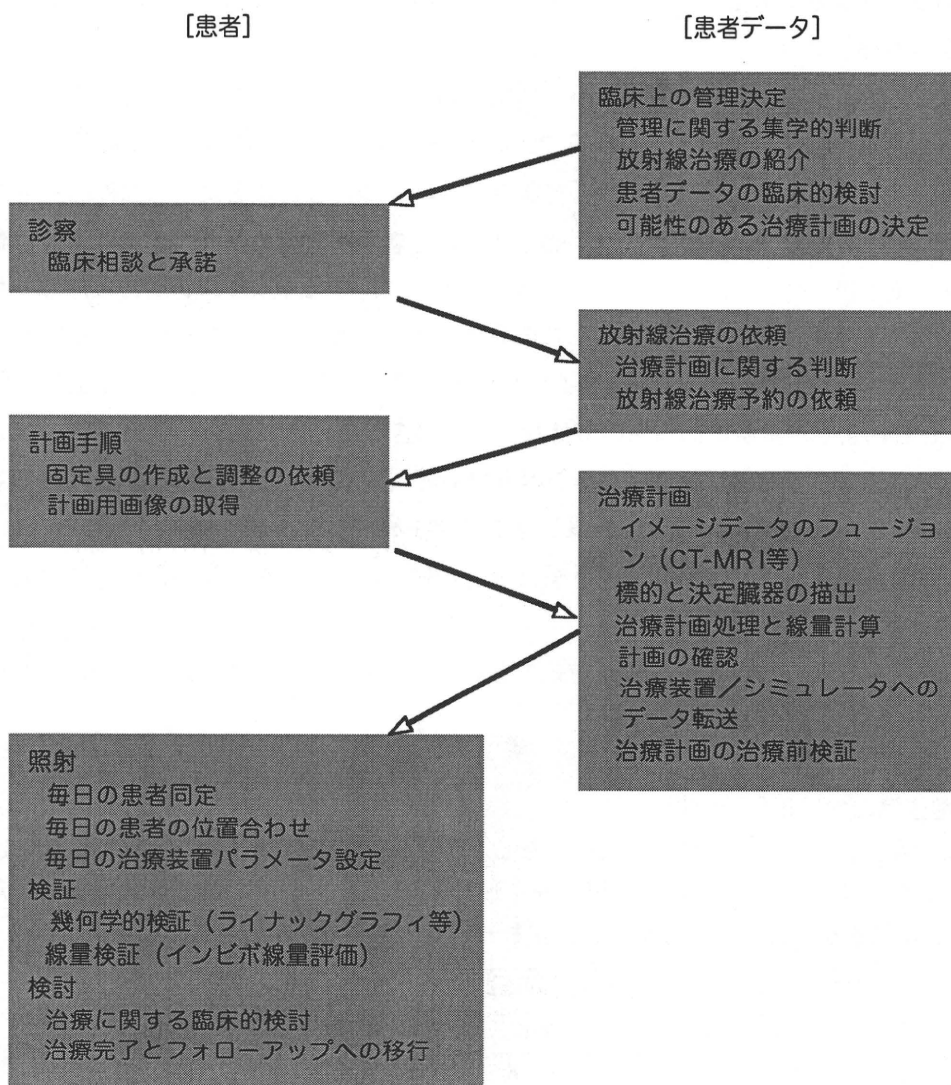 [患者]
[患者データ]
臨床上の管理決定
管理に関する集学的判断
放射線治療の紹介
患者データの臨床的検討
可能性のある治療計画の決定
診察
臨床相談と承諾
放射線治療の依頼
治療計画に関する判断
放射線治療予約の依頼
計画手順
固定具の作成と調整の依頼
計画用画像の取得
治療計画
イメージデータのフュージョ
ン（CT-MRI等）
標的と決定臓器の描出
治療計画処理と線量計算
計画の確認
治療装置／シミュレータへの
データ転送
治療計画の治療前検証
照射
毎日の患者同定
毎日の患者の位置合わせ
毎日の治療装置パラメータ設定
検証
幾何学的検証（ライナックグラフィ等）
線量検証（インビボ線量評価）
検討
治療に関する臨床的検討
治療完了とフォローアップへの移行